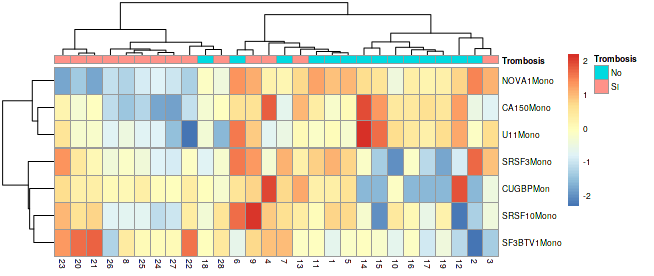 Trombosis
Trombosis
No
SI
2
1
0
-1
-2
NOVA1Mono
CA150Mono
U11Mono
SRSF3Mono
CUGBPMon
SRSF10Mono
SF3BTV1Mono
23 20 21 26 8 25 24 27 22 18 28 6 9 4 7 13 11 1 5 14 15 10 16 17 19 12 2 3